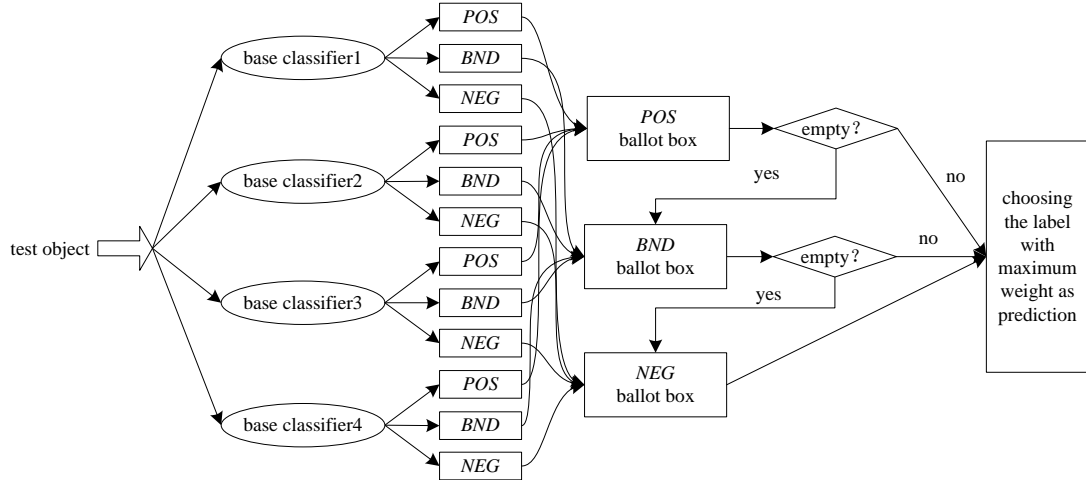 test object
base classifier1
base classifier2
base classifier3
base classifier4
POS
BND
NEG
POS
BND
NEG
POS
BND
NEG
POS
BND
NEG
POS
ballot box
empty?
yes
no
BND
ballot box
empty?
yes
no
NEG
ballot box
choosing
the label
with
maximum
weight as
prediction